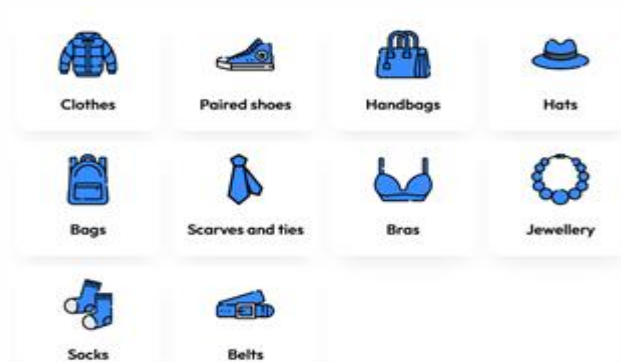 Clothes
Paired shoes
Handbags
Hats
Bags
Scarves and ties
Bras
Jewellery
Socks
Belts